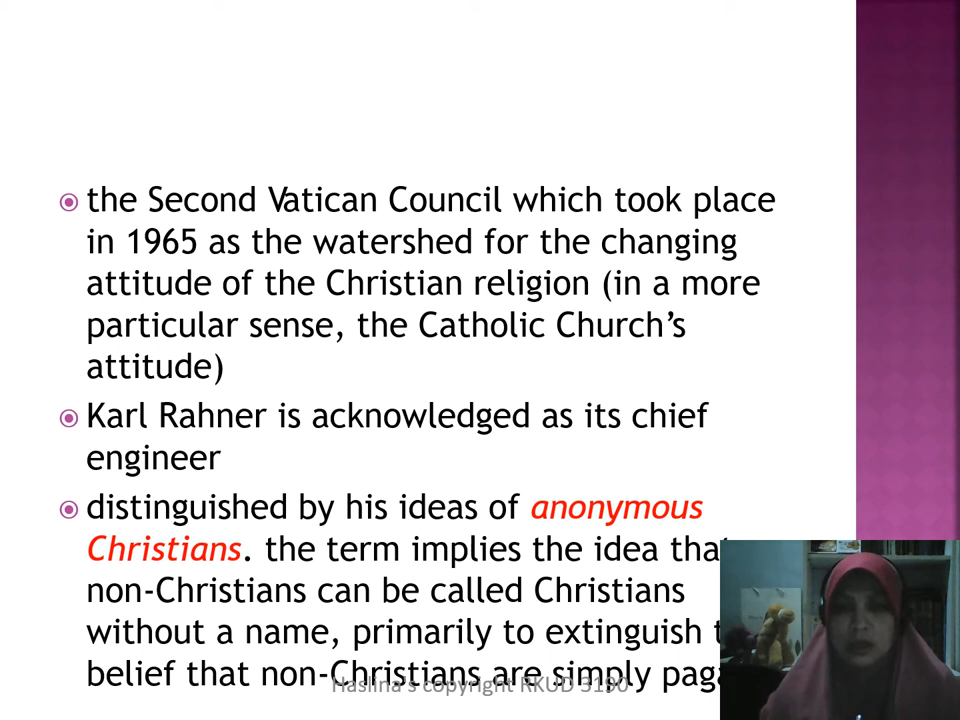 the Second Vatican Council which took place
in 1965 as the watershed for the changing
attitude of the Christian religion (in a more
particular sense, the Catholic Church’s
attitude)
Karl Rahner is acknowledged as its chief
engineer
distinguished by his ideas of anonymous
Christians. the term implies the idea that
non-Christians can be called Christians
without a name, primarily to extinguish
belief that non-Christians are simply
Haslina's copyright RKUD 3190